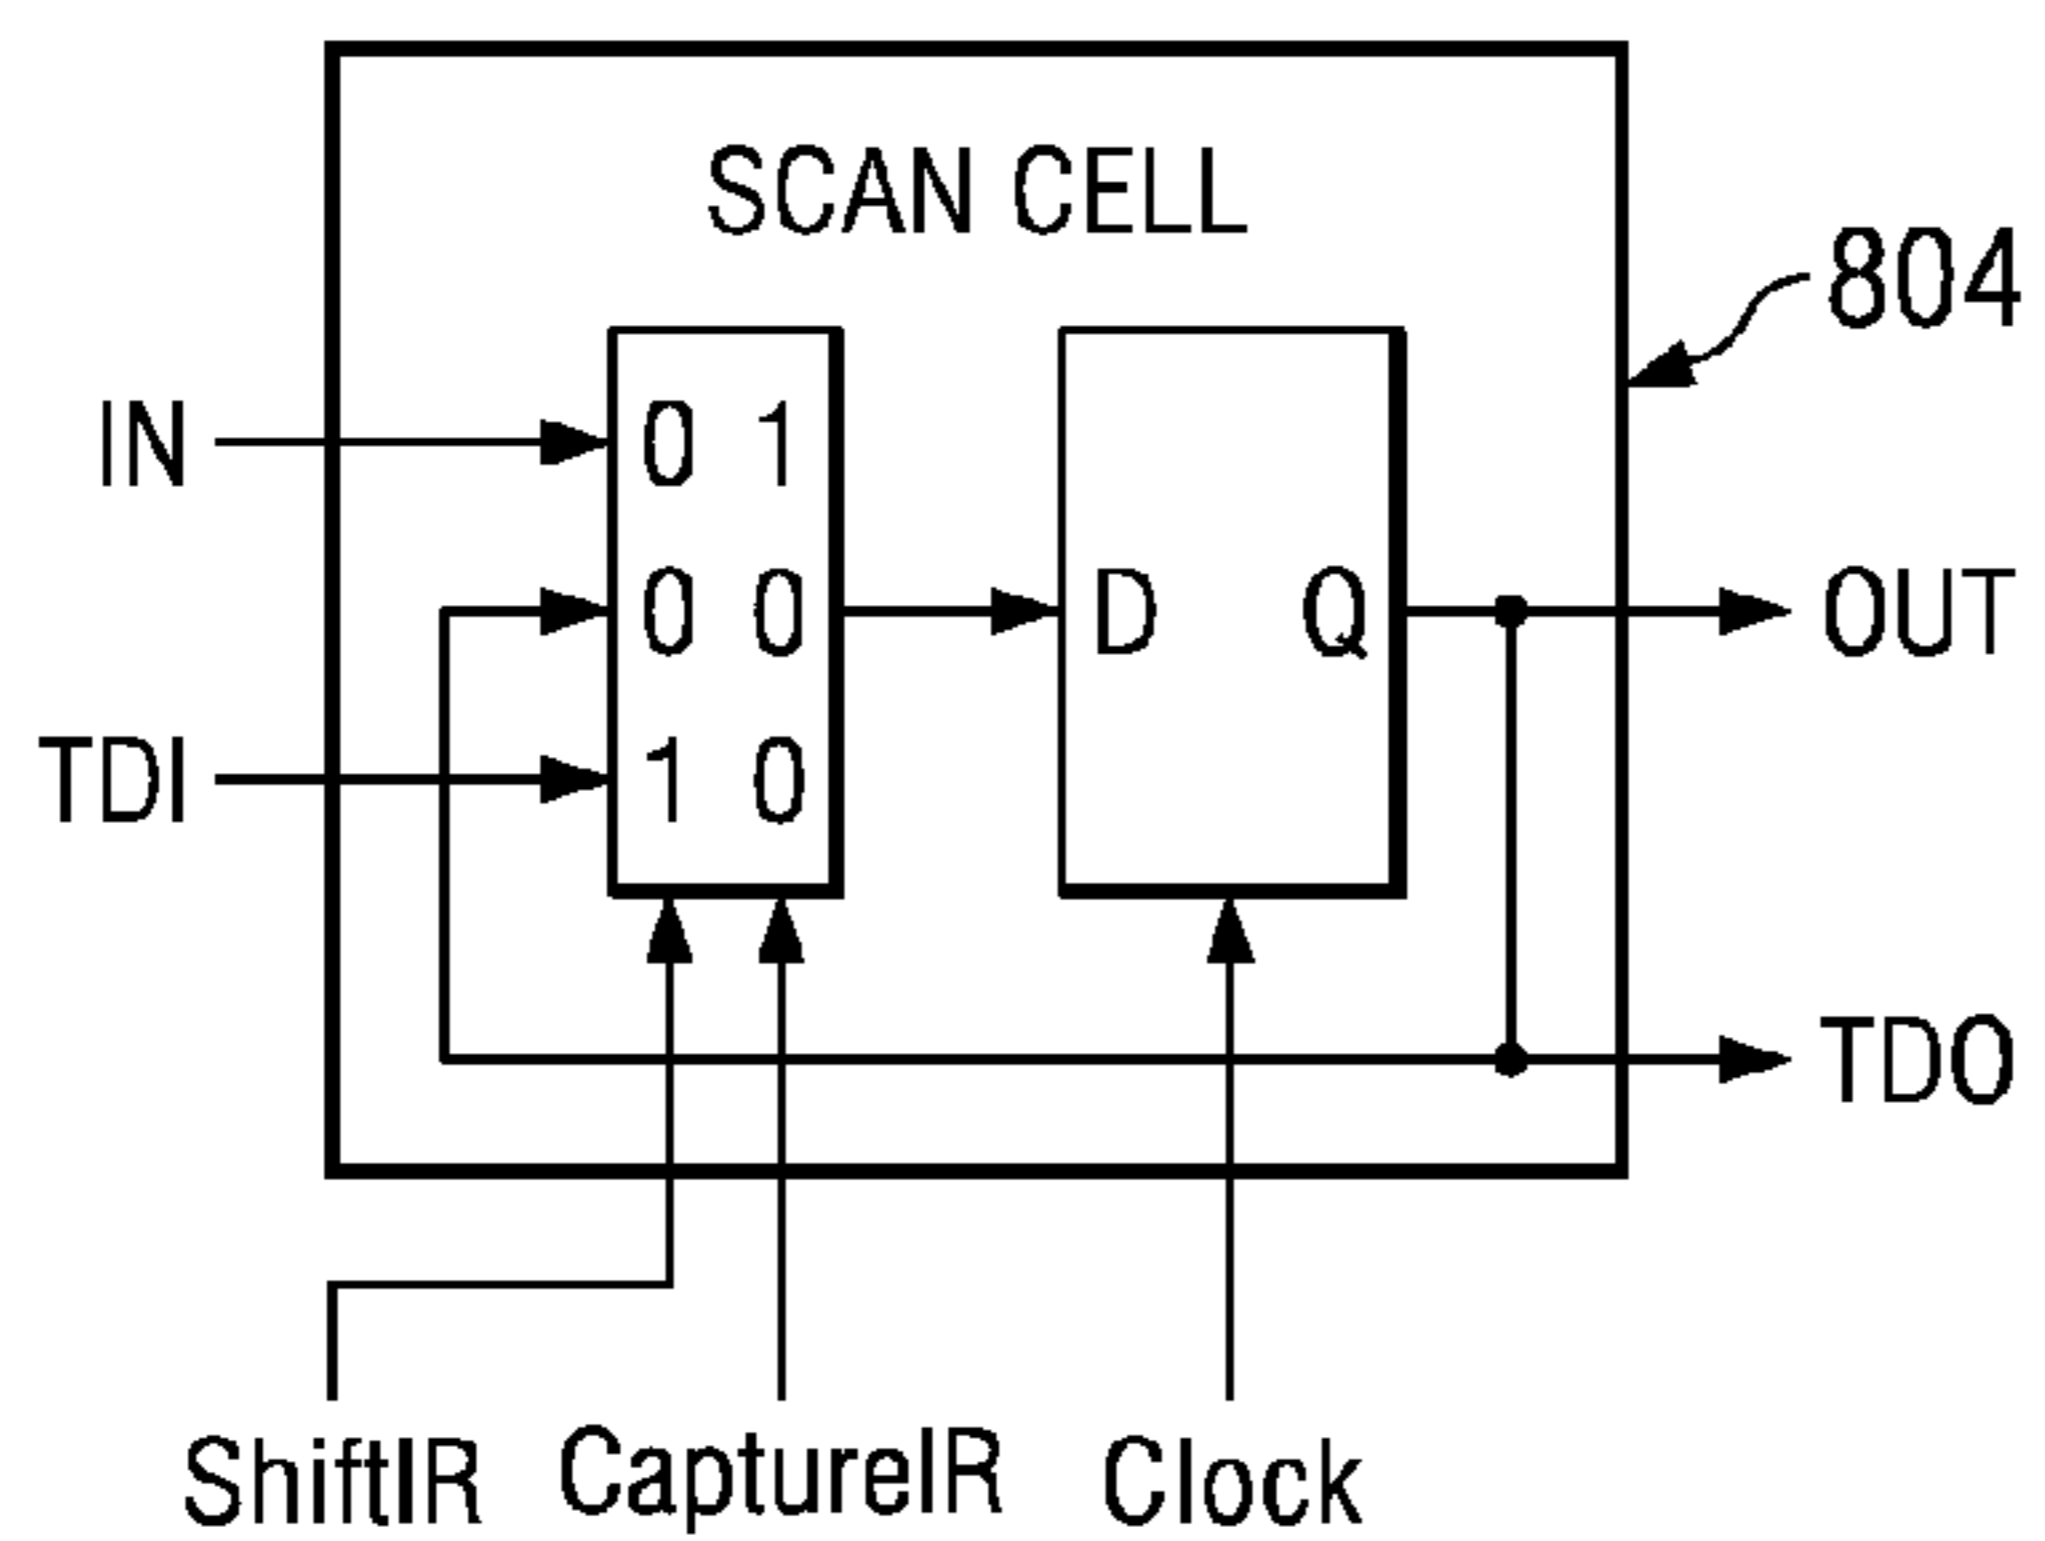 SCAN CELL
804
IN
0 1
0 0
D
Q
OUT
TDI
1 0
TDO
ShiftIR
CaptureIR
Clock